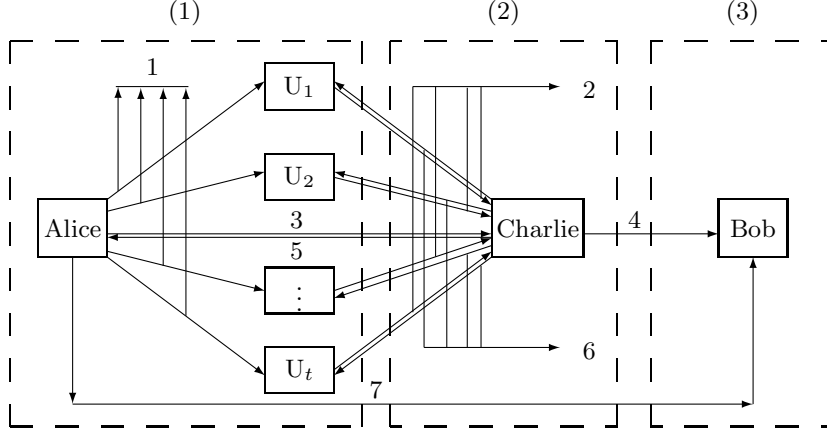 (1) (2) (3)
1
U₁
2
U₂
Alice
3
Charlie
4
Bob
5
⋮
6
Uₜ
7